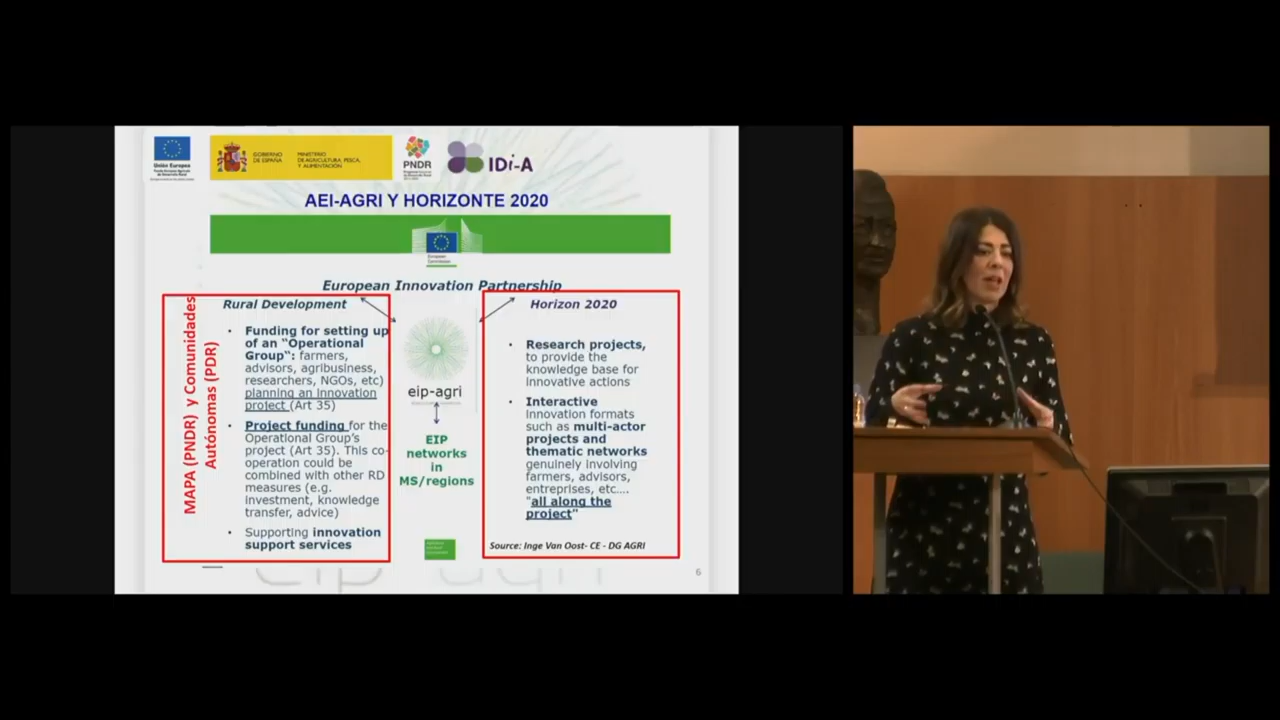 Unión Europea
GOBIERNO
DE ESPAÑA
MINISTERIO
DE AGRICULTURA, PESCA,
Y ALIMENTACIÓN
PNDR
IDi-A
AEI-AGRI Y HORIZONTE 2020
European
Commission
European Innovation Partnership
MAPA (PNDR) y Comunidades
Autónomas (PDR)
Rural Development
• Funding for setting up
of an “Operational
Group“: farmers,
advisors, agribusiness,
researchers, NGOs, etc)
planning an innovation
project (Art 35)
• Project funding for the
Operational Group’s
project (Art 35). This co-
operation could be
combined with other RD
measures (e.g.
investment, knowledge
transfer, advice)
• Supporting innovation
support services
eip-agri
EIP
networks
in
MS/regions
Horizon 2020
• Research projects,
to provide the
knowledge base for
innovative actions
• Interactive
innovation formats
such as multi-actor
projects and
thematic networks
genuinely involving
farmers, advisors,
entreprises, etc....
"all along the
project"
Source: Inge Van Oost- CE - DG AGRI
eip-agri
6